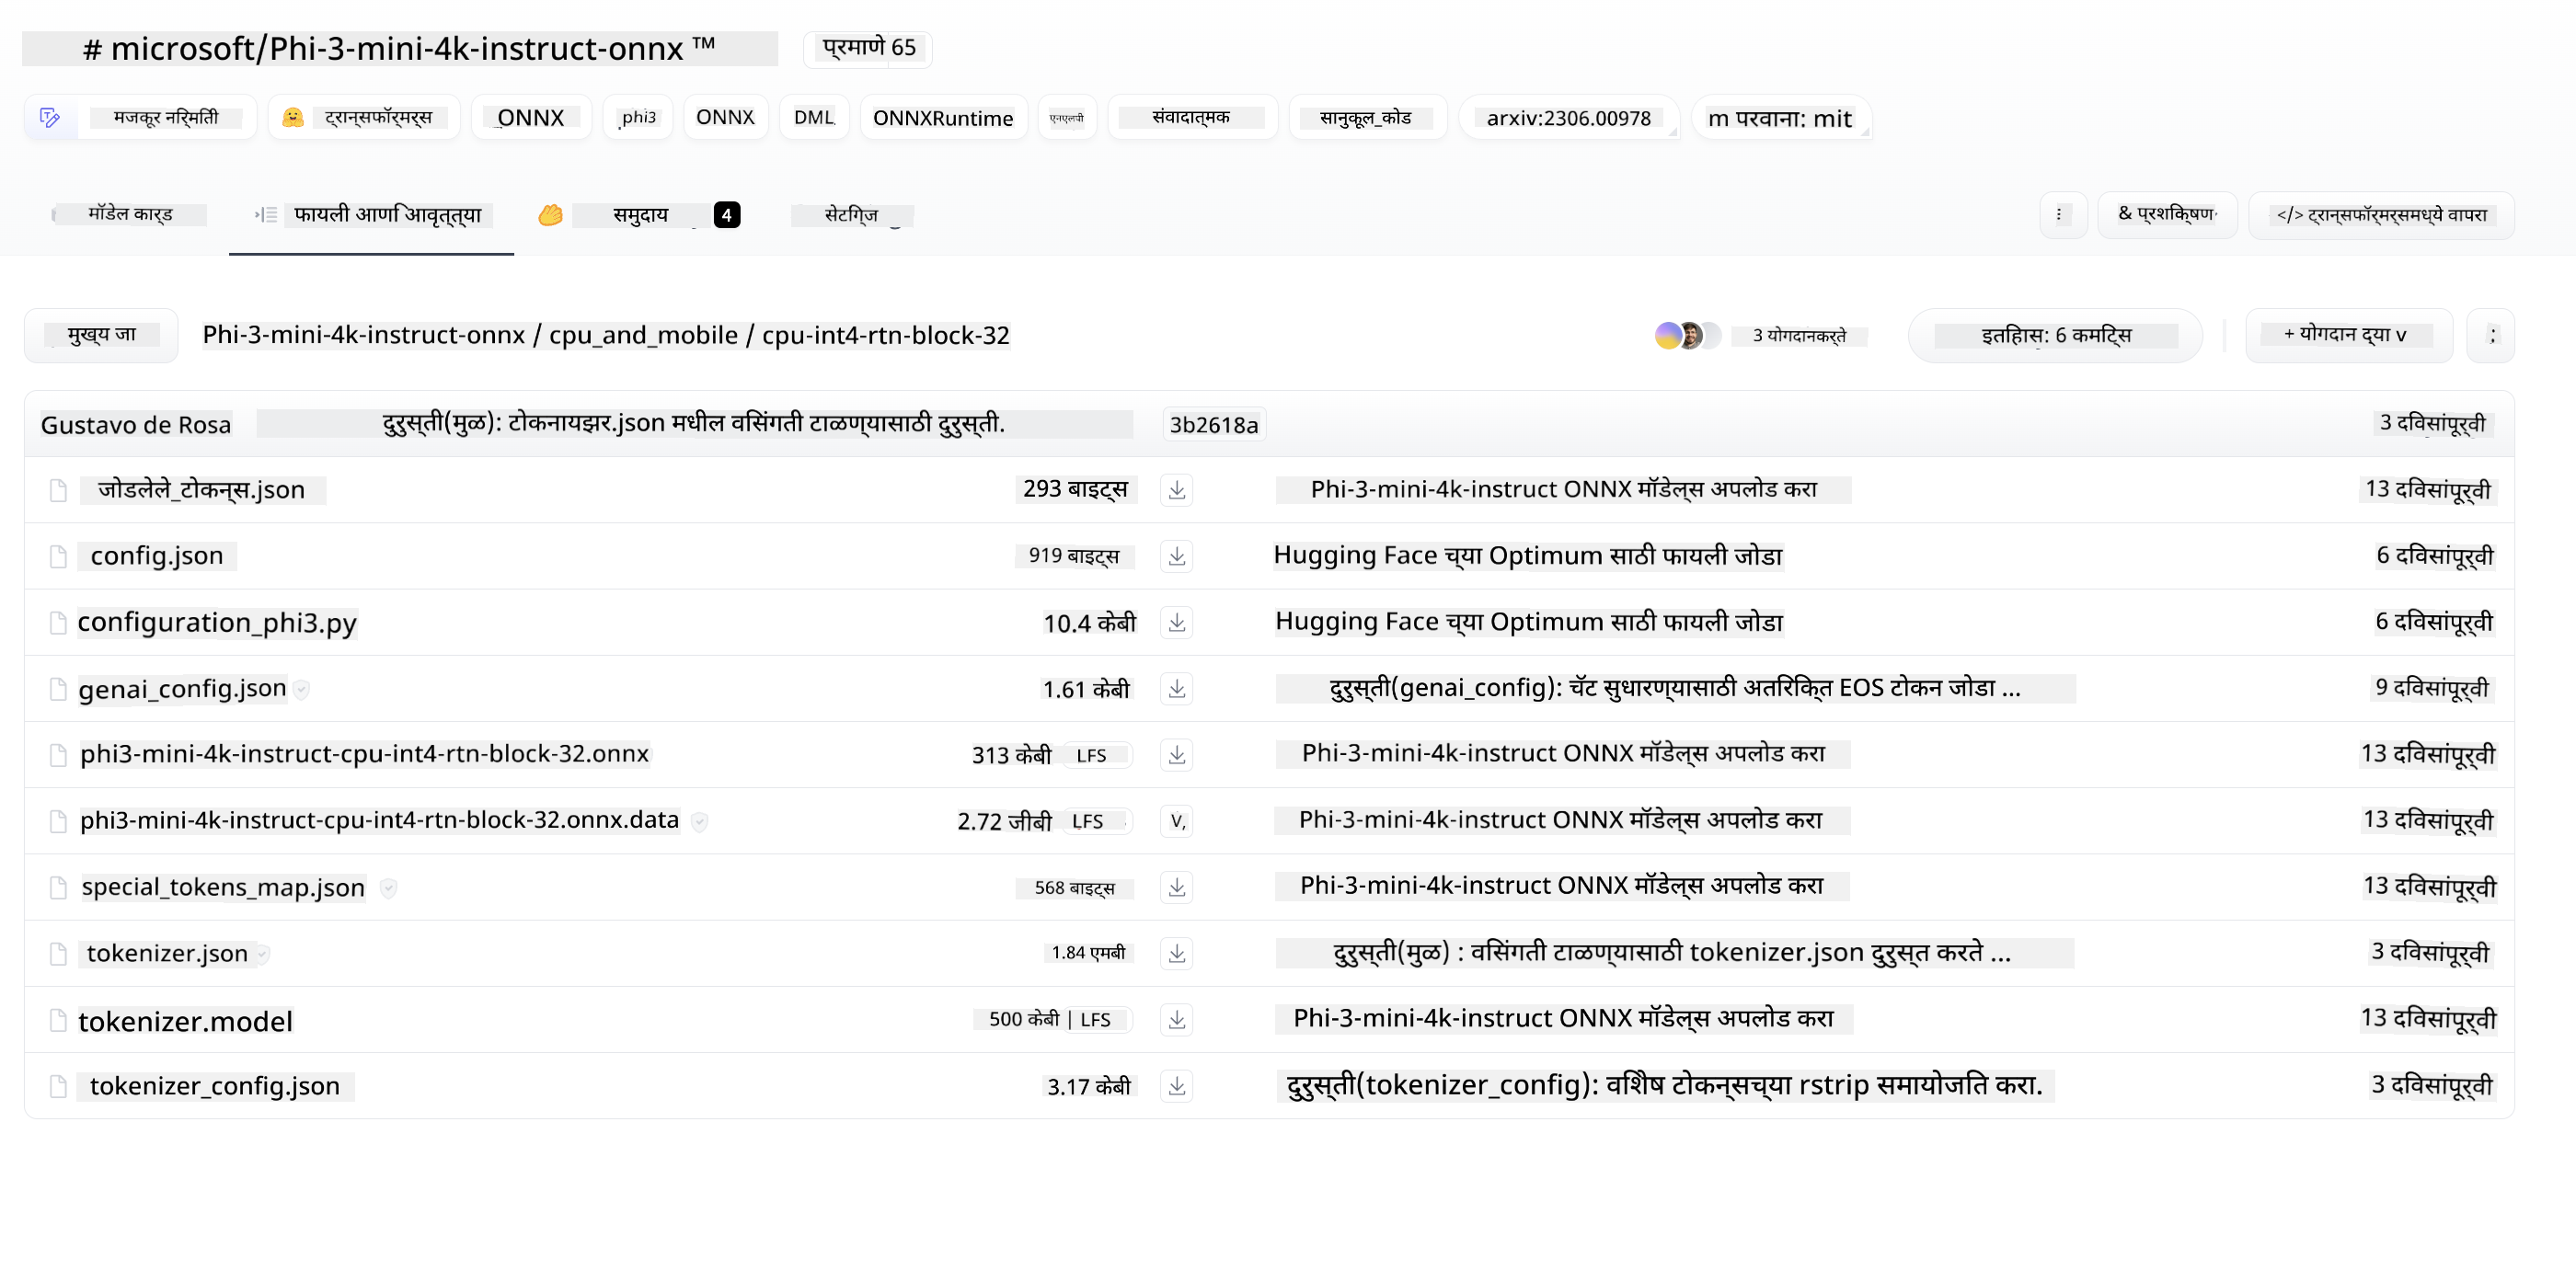 # microsoft/Phi-3-mini-4k-instruct-onnx ™ प्रमाणे 65
मजकूर निर्मिती ट्रान्सफॉर्मर्स ONNX phi3 ONNX DML ONNXRuntime एनएलपी संवादात्मक सानुकूल_कोड arxiv:2306.00978 m परवाना: mit
मॉडेल कार्ड फायली आणि आवृत्त्या समुदाय 4 सेटिंग्ज ⋮ & प्रशिक्षण </> ट्रान्सफॉर्मर्समध्ये वापरा
मुख्य जा Phi-3-mini-4k-instruct-onnx / cpu_and_mobile / cpu-int4-rtn-block-32 3 योगदानकर्ते इतिहास: 6 कमिट्स + योगदान द्या v ;
Gustavo de Rosa दुरुस्ती(मुळ): टोकनायझर.json मधील विसंगती टाळण्यासाठी दुरुस्ती. 3b2618a 3 दिवसांपूर्वी
जोडलेले_टोकन्स.json 293 बाइट्स Phi-3-mini-4k-instruct ONNX मॉडेल्स अपलोड करा 13 दिवसांपूर्वी
config.json 919 बाइट्स Hugging Face च्या Optimum साठी फायली जोडा 6 दिवसांपूर्वी
configuration_phi3.py 10.4 केबी Hugging Face च्या Optimum साठी फायली जोडा 6 दिवसांपूर्वी
genai_config.json 1.61 केबी दुरुस्ती(genai_config): चॅट सुधारण्यासाठी अतिरिक्त EOS टोकन जोडा ... 9 दिवसांपूर्वी
phi3-mini-4k-instruct-cpu-int4-rtn-block-32.onnx 313 केबी LFS Phi-3-mini-4k-instruct ONNX मॉडेल्स अपलोड करा 13 दिवसांपूर्वी
phi3-mini-4k-instruct-cpu-int4-rtn-block-32.onnx.data 2.72 जीबी LFS V, Phi-3-mini-4k-instruct ONNX मॉडेल्स अपलोड करा 13 दिवसांपूर्वी
special_tokens_map.json 568 बाइट्स Phi-3-mini-4k-instruct ONNX मॉडेल्स अपलोड करा 13 दिवसांपूर्वी
tokenizer.json 1.84 एमबी दुरुस्ती(मुळ) : विसंगती टाळण्यासाठी tokenizer.json दुरुस्त करते ... 3 दिवसांपूर्वी
tokenizer.model 500 केबी | LFS Phi-3-mini-4k-instruct ONNX मॉडेल्स अपलोड करा 13 दिवसांपूर्वी
tokenizer_config.json 3.17 केबी दुरुस्ती(tokenizer_config): विशेष टोकन्सच्या rstrip समायोजित करा. 3 दिवसांपूर्वी